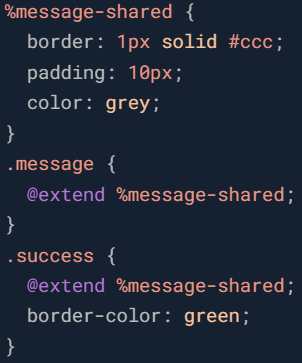 %message-shared {
  border: 1px solid #ccc;
  padding: 10px;
  color: grey;
}
.message {
  @extend %message-shared;
}
.success {
  @extend %message-shared;
  border-color: green;
}